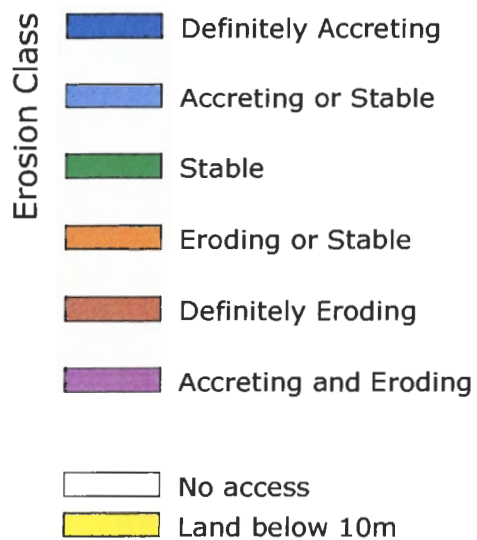 Erosion Class
Definitely Accreting
Accreting or Stable
Stable
Eroding or Stable
Definitely Eroding
Accreting and Eroding
No access
Land below 10m